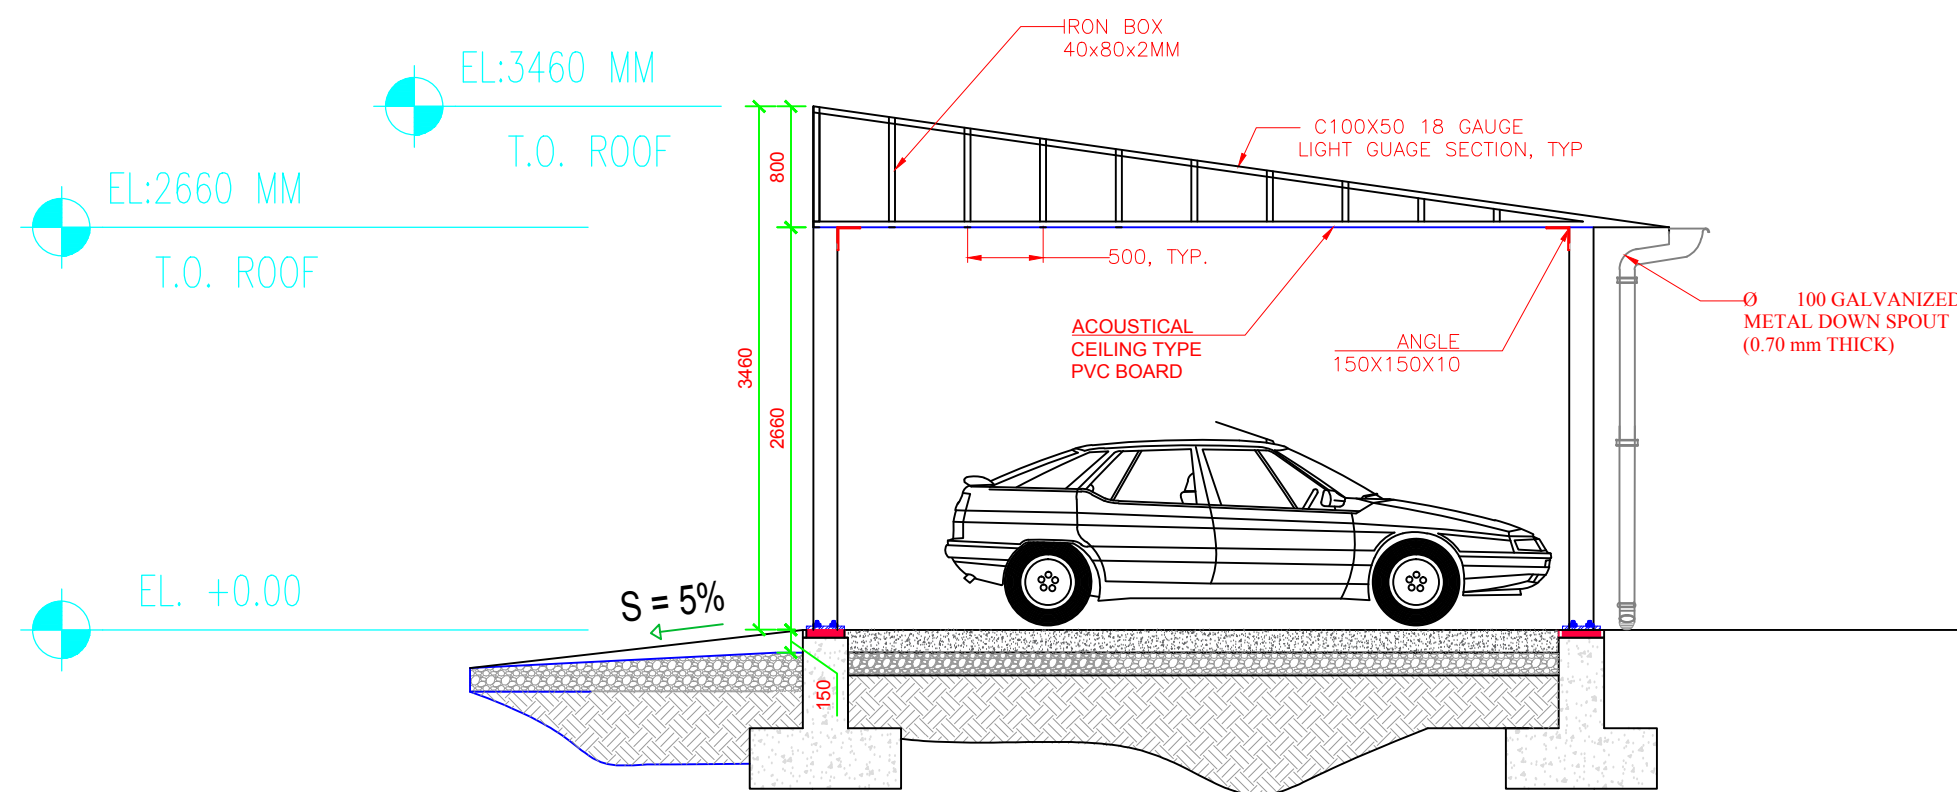 IRON BOX
40x80x2MM
EL:3460 MM
T.O. ROOF
C100X50 18 GAUGE
LIGHT GUAGE SECTION, TYP
800
EL:2660 MM
T.O. ROOF
500, TYP.
Ø 100 GALVANIZED
METAL DOWN SPOUT
(0.70 mm THICK)
ACOUSTICAL
CEILING TYPE
PVC BOARD
ANGLE
150X150X10
3460
2660
EL. +0.00
S = 5%
150